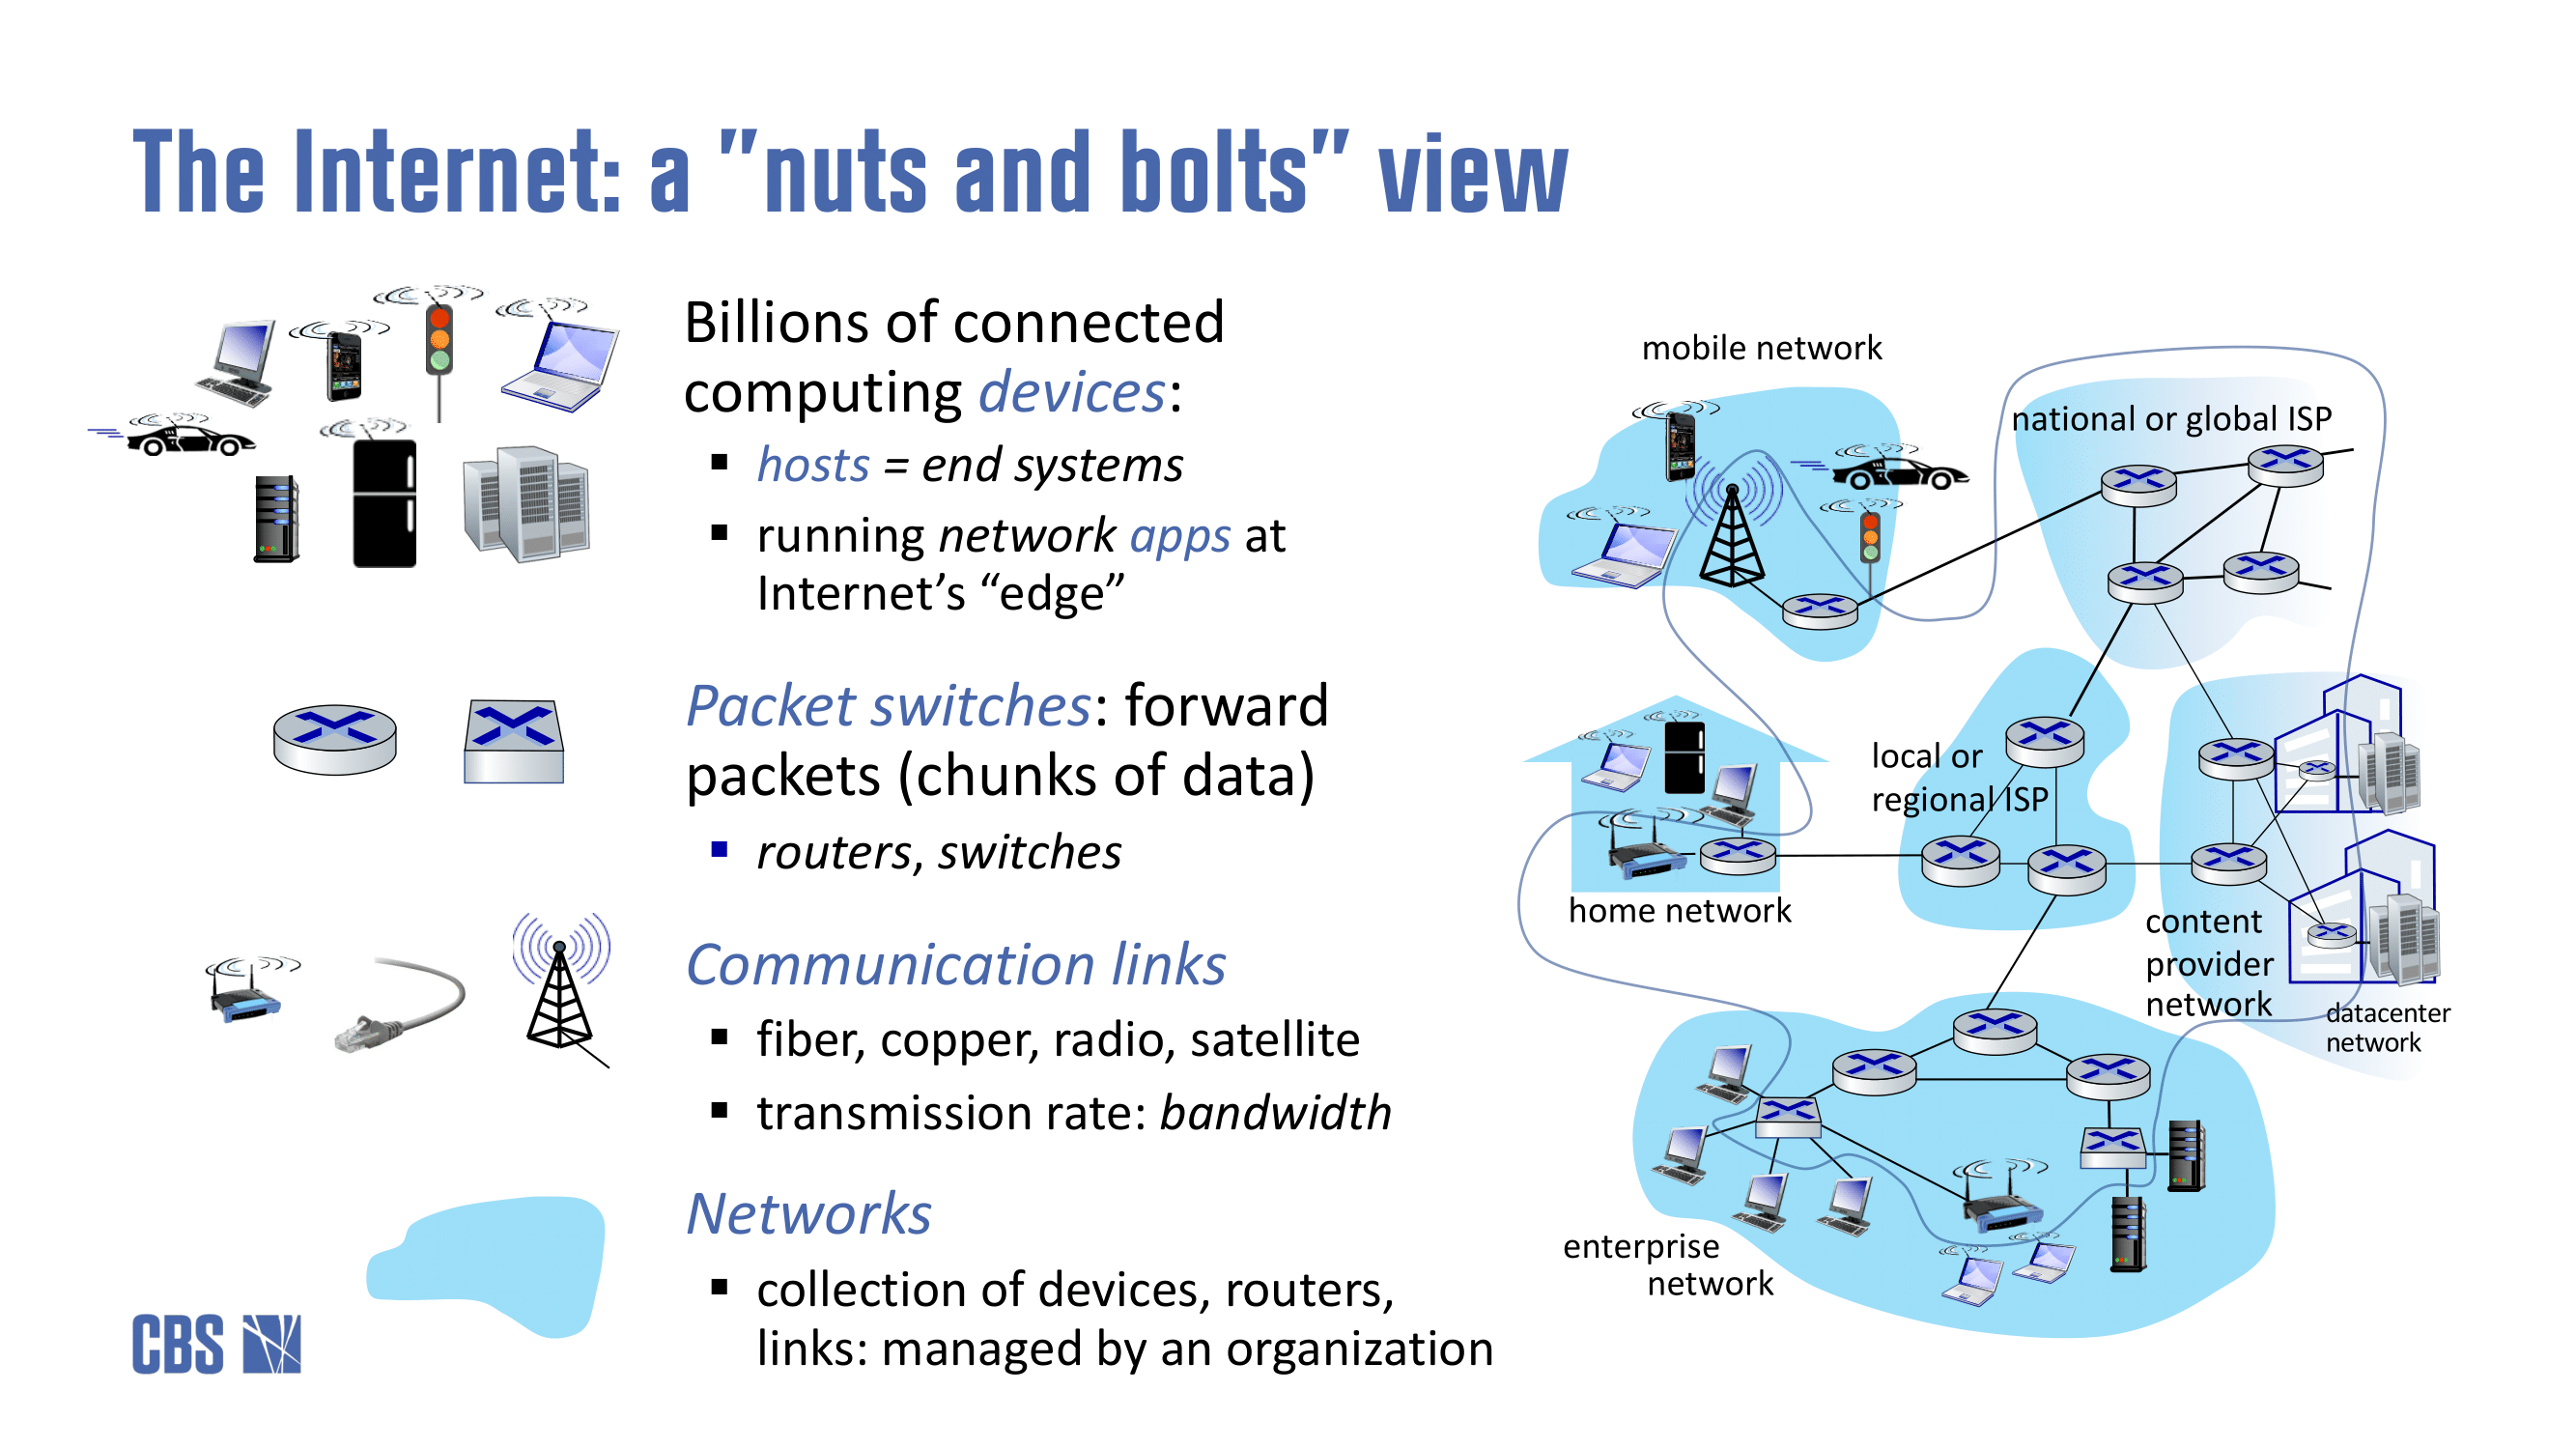 The Internet: a "nuts and bolts" view
Billions of connected
computing devices:
▪ hosts = end systems
▪ running network apps at
Internet’s “edge”
Packet switches: forward
packets (chunks of data)
▪ routers, switches
Communication links
▪ fiber, copper, radio, satellite
▪ transmission rate: bandwidth
Networks
▪ collection of devices, routers,
links: managed by an organization
mobile network
national or global ISP
local or
regional ISP
home network
content
provider
network
datacenter
network
enterprise
network
CBS